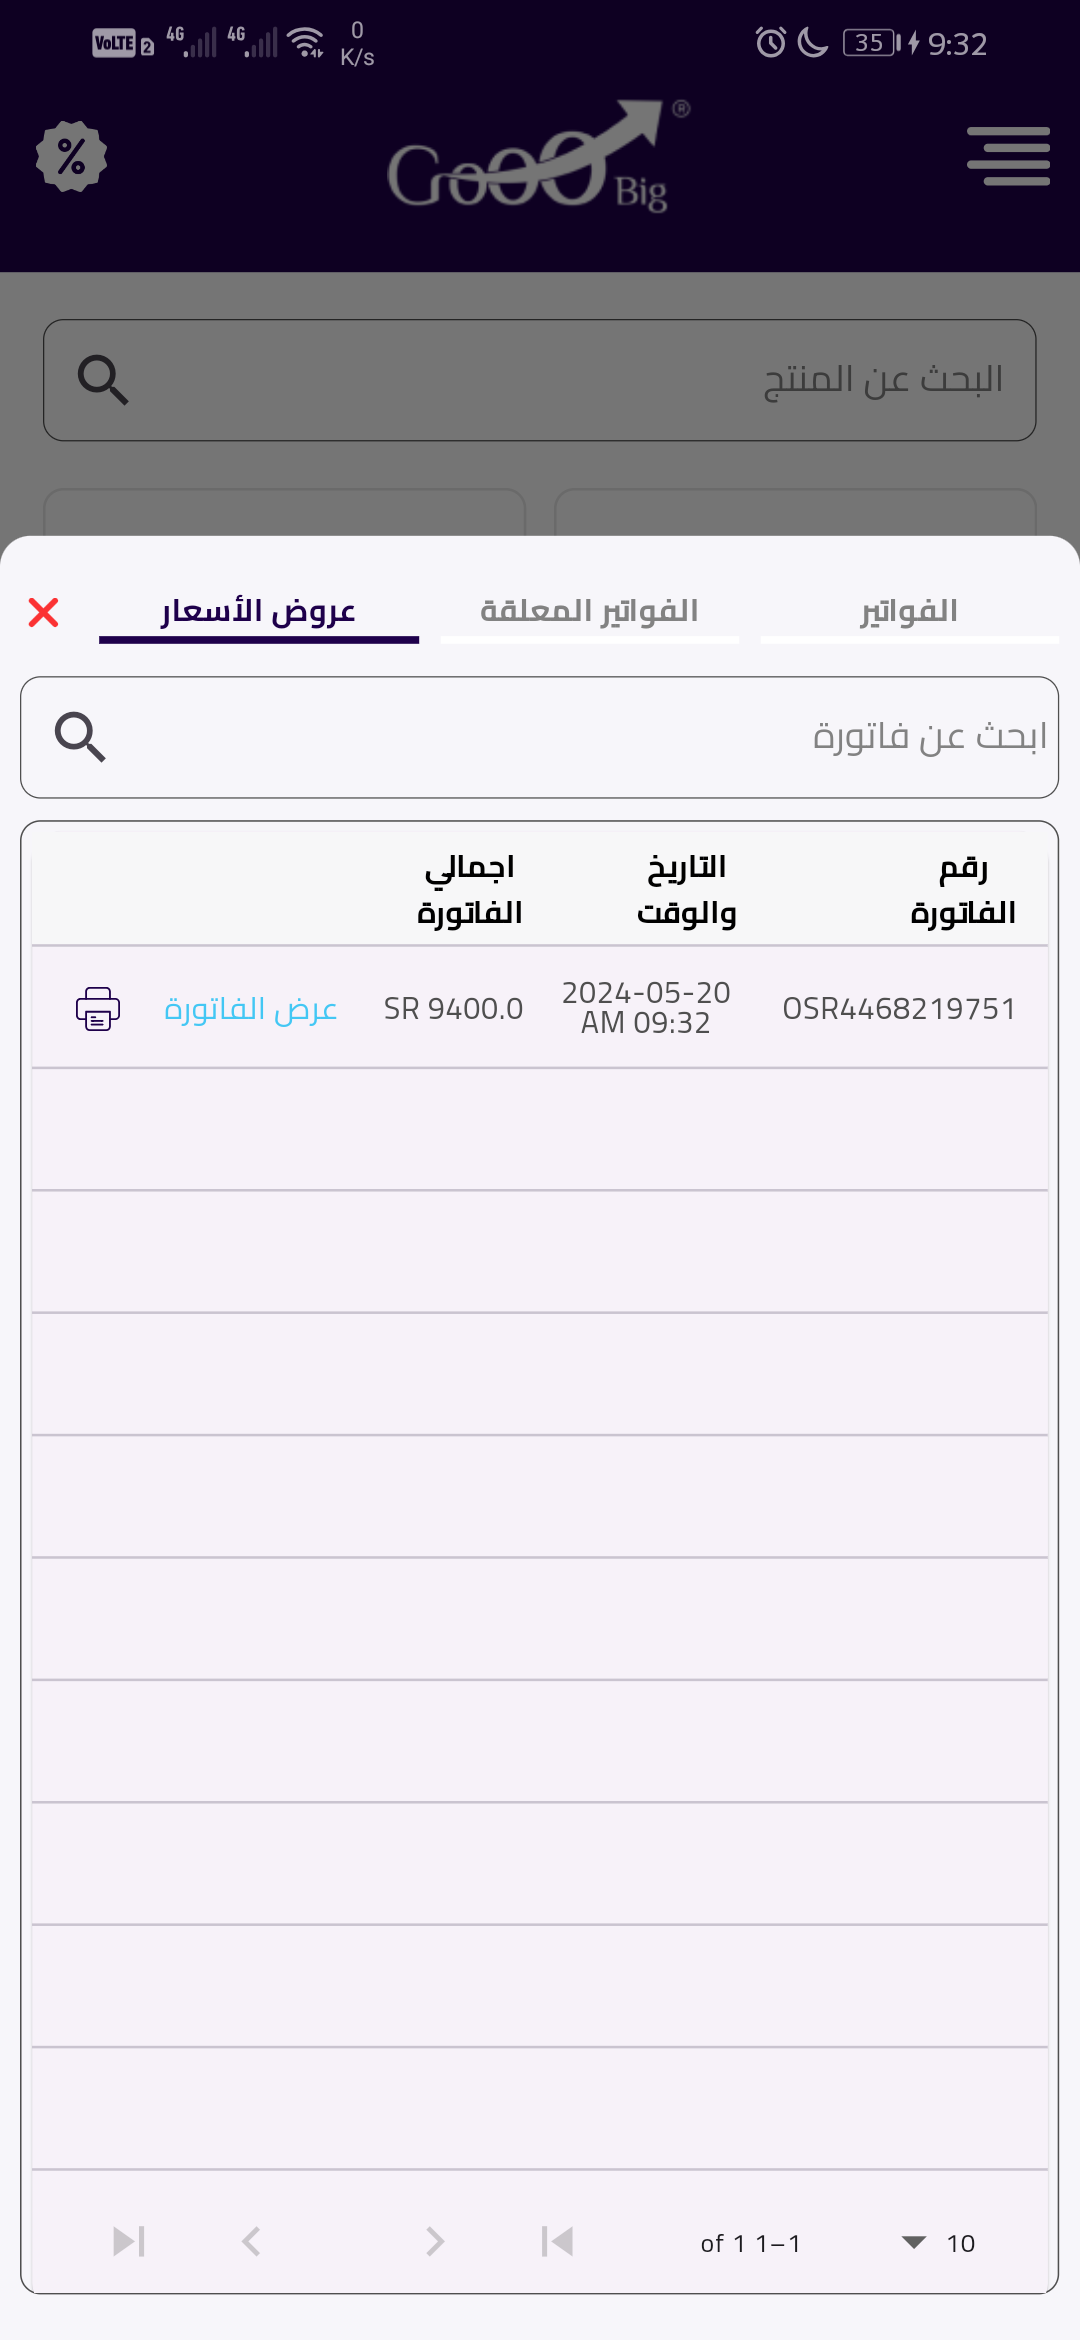 VoLTE 2 4G 4G 0 K/s 35 9:32
GoOO Big ®
%
البحث عن المنتج
الفواتير
الفواتير المعلقة
عروض الأسعار
ابحث عن فاتورة
رقم الفاتورة
التاريخ والوقت
اجمالي الفاتورة
OSR4468219751
2024-05-20
AM 09:32
SR 9400.0
عرض الفاتورة
10
of 1 1–1